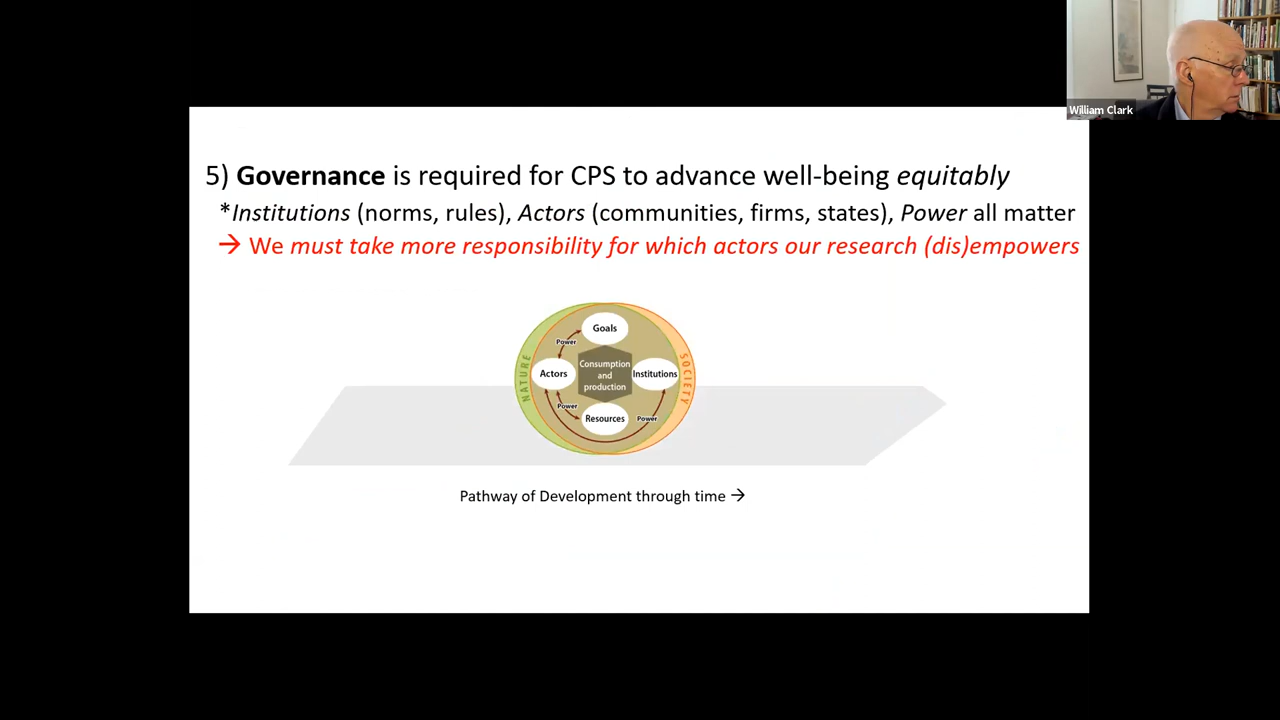 William Clark
5) Governance is required for CPS to advance well-being equitably
*Institutions (norms, rules), Actors (communities, firms, states), Power all matter
→ We must take more responsibility for which actors our research (dis)empowers
Goals
Power
NATURE
Actors
Consumption
and
production
Institutions
SOCIETY
Power
Resources
Power
Pathway of Development through time →